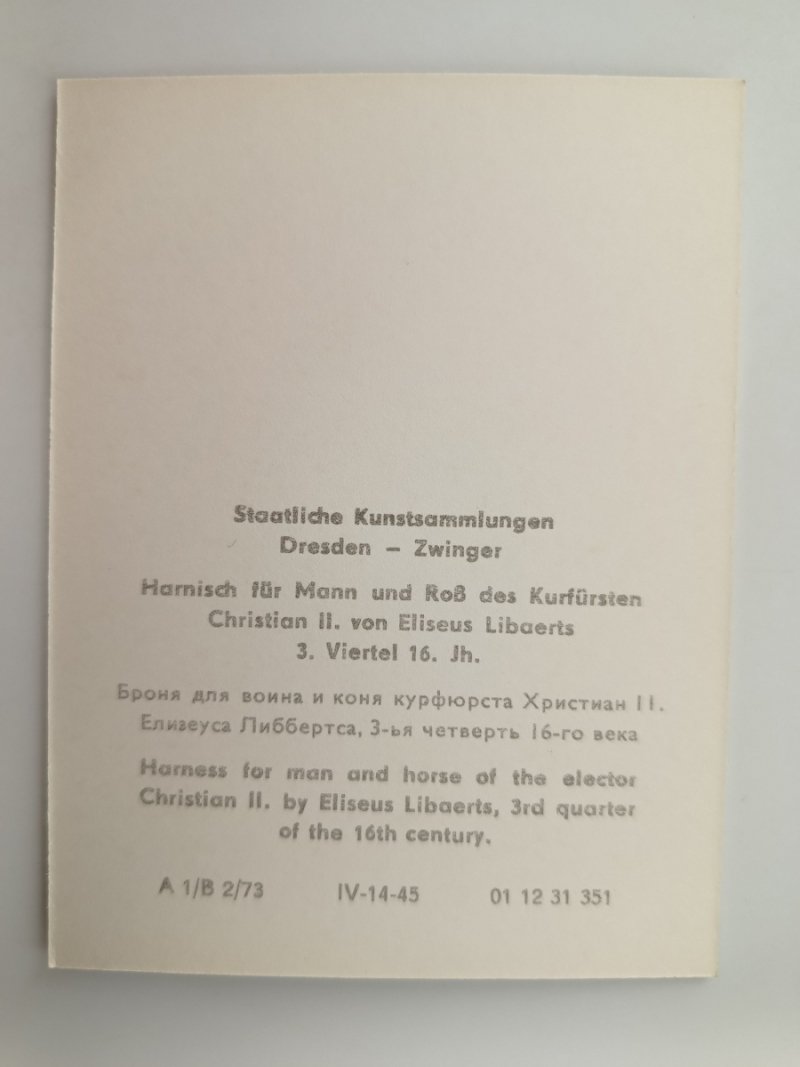 Staatliche Kunstsammlungen
Dresden – Zwinger
Harnisch für Mann und Roß des Kurfürsten
Christian II. von Eliseus Libaerts
3. Viertel 16. Jh.
Броня для воина и коня курфюрста Христиан II.
Елизеуса Либбертса, 3-ья четверть 16-го века
Harness for man and horse of the elector
Christian II. by Eliseus Libaerts, 3rd quarter
of the 16th century.
A 1/B 2/73 IV-14-45 01 12 31 351